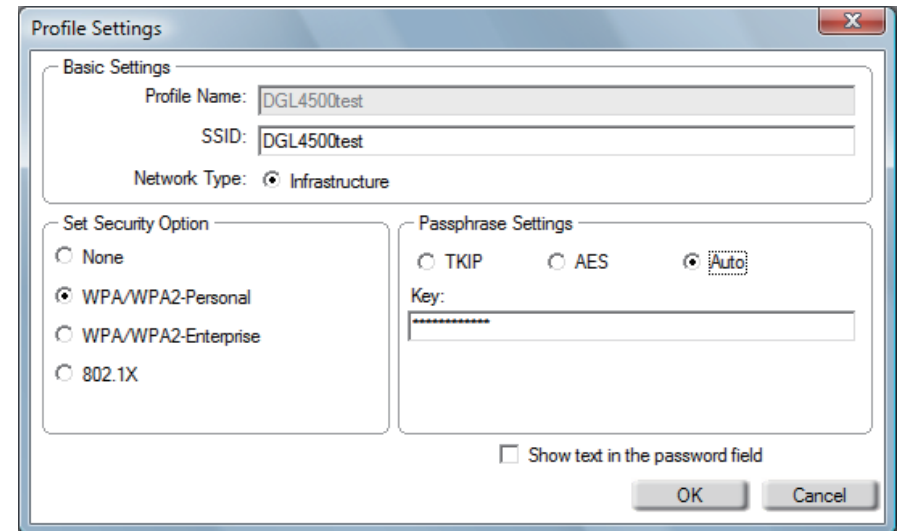 Profile Settings
Basic Settings
Profile Name: DGL4500test
SSID: DGL4500test
Network Type: Infrastructure
Set Security Option
None
WPA/WPA2-Personal
WPA/WPA2-Enterprise
802.1X
Passphrase Settings
TKIP AES Auto
Key:
************
Show text in the password field
OK Cancel